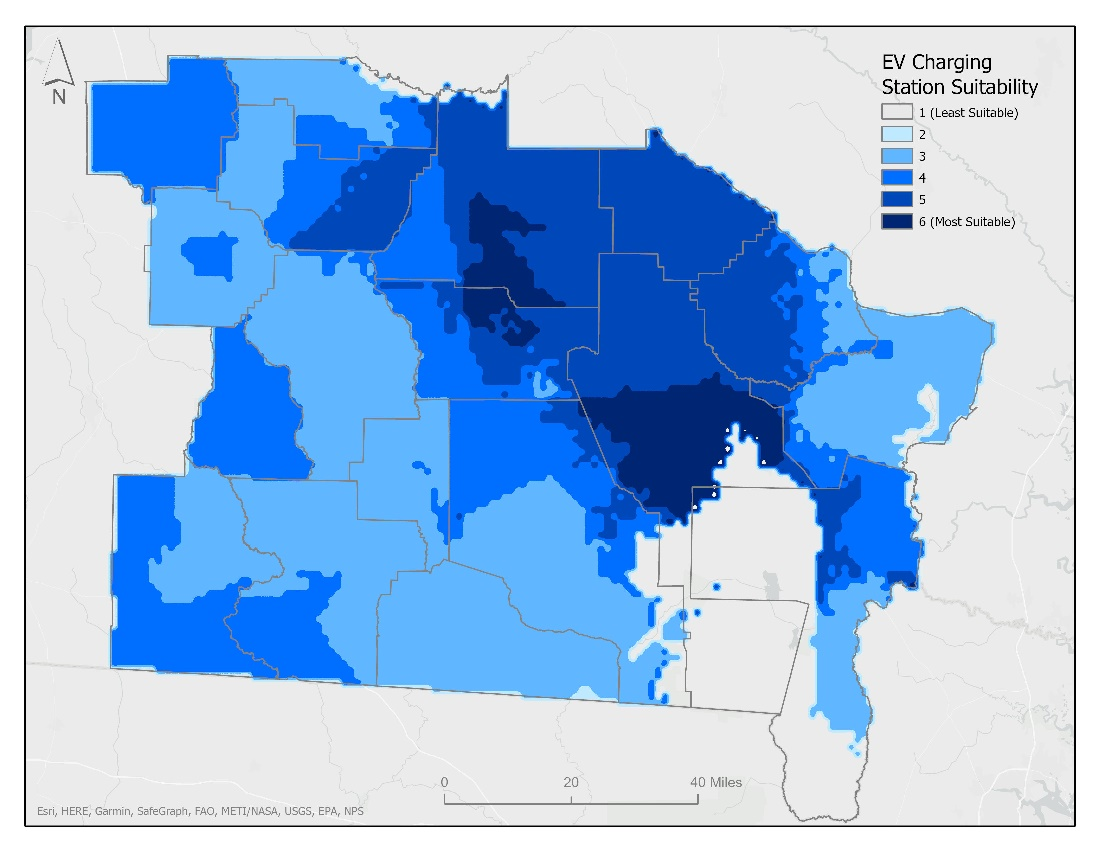 N
EV Charging
Station Suitability
1 (Least Suitable)
2
3
4
5
6 (Most Suitable)
0 20 40 Miles
Esri, HERE, Garmin, SafeGraph, FAO, METI/NASA, USGS, EPA, NPS